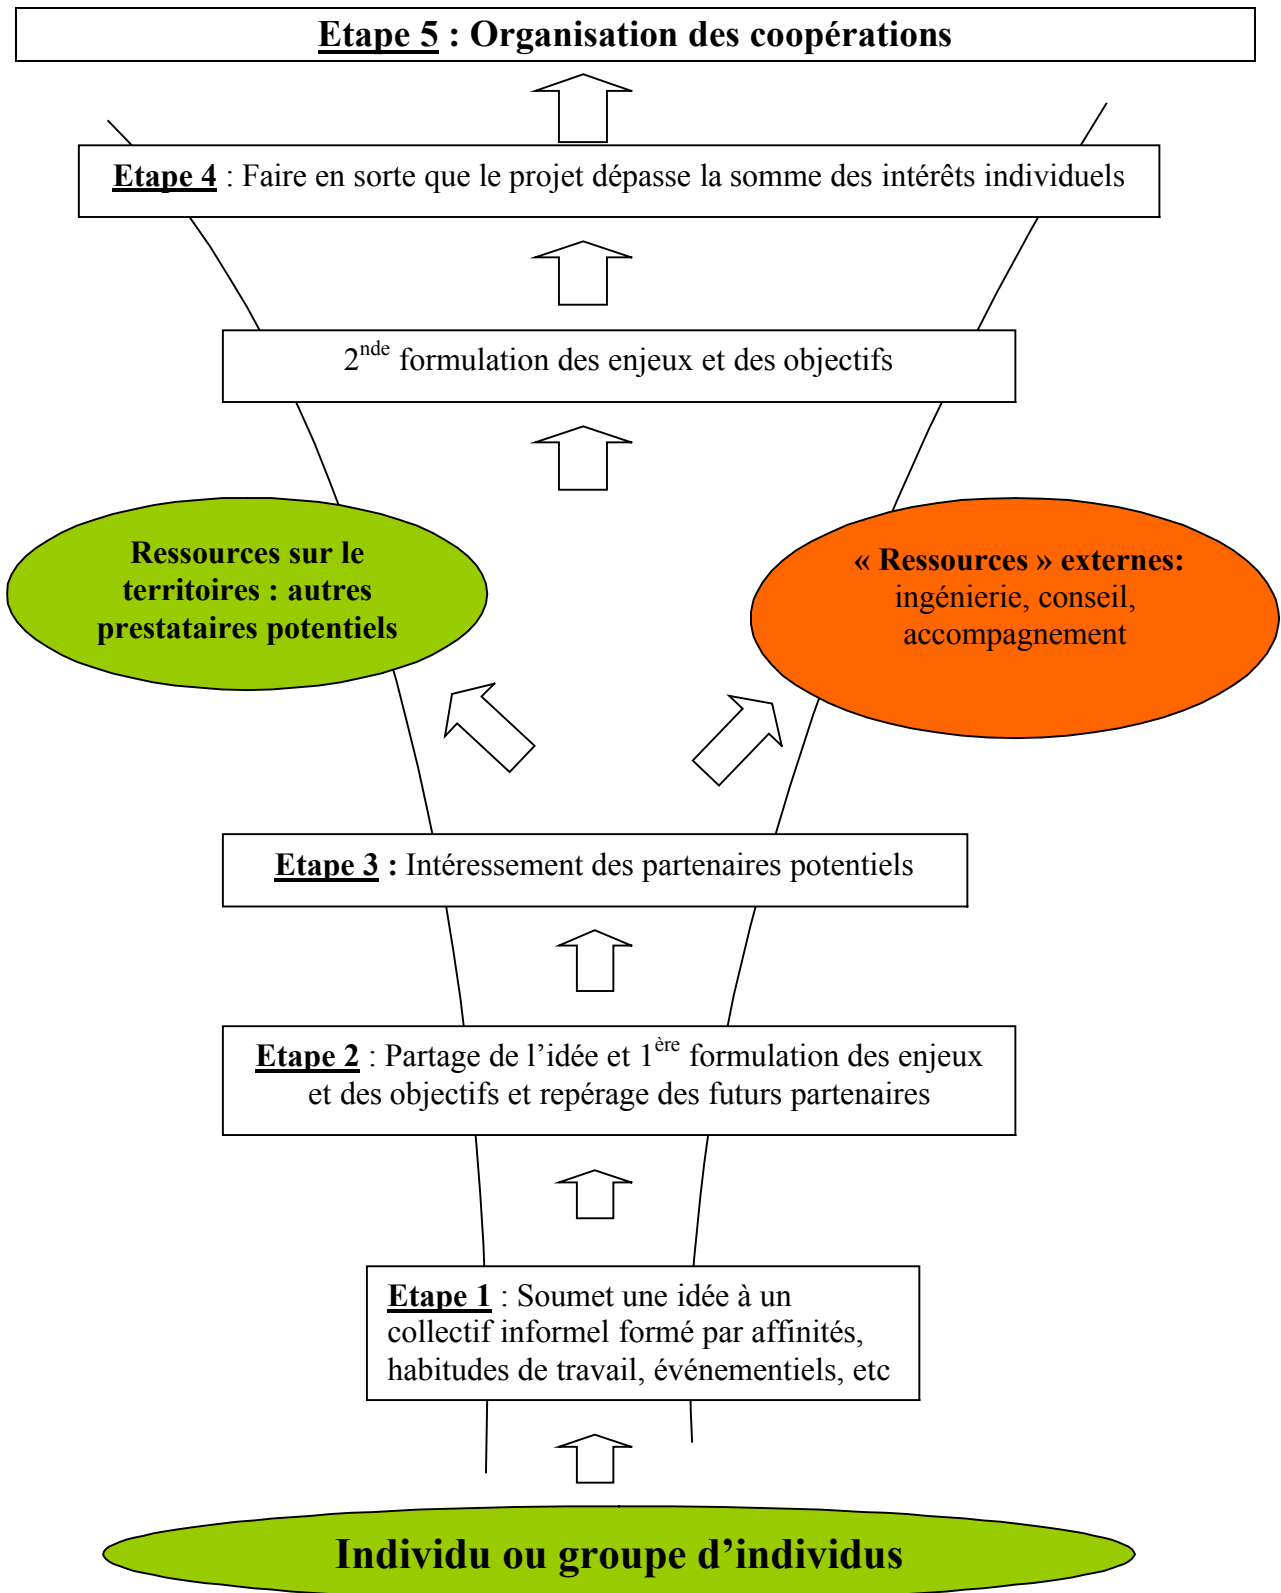 Etape 5 : Organisation des coopérations
Etape 4 : Faire en sorte que le projet dépasse la somme des intérêts individuels
2nde formulation des enjeux et des objectifs
Ressources sur le
territoires : autres
prestataires potentiels
« Ressources » externes:
ingénierie, conseil,
accompagnement
Etape 3 : Intéressement des partenaires potentiels
Etape 2 : Partage de l’idée et 1ère formulation des enjeux
et des objectifs et repérage des futurs partenaires
Etape 1 : Soumet une idée à un
collectif informel formé par affinités,
habitudes de travail, événementiels, etc
Individu ou groupe d’individus